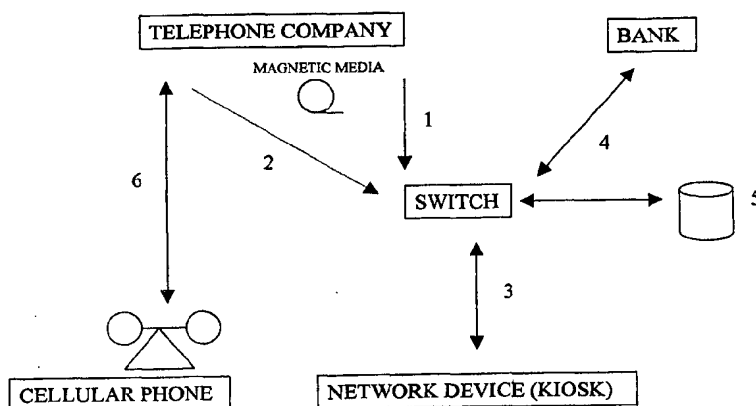 TELEPHONE COMPANY
BANK
MAGNETIC MEDIA
1
2
4
6
SWITCH
5
3
CELLULAR PHONE
NETWORK DEVICE (KIOSK)